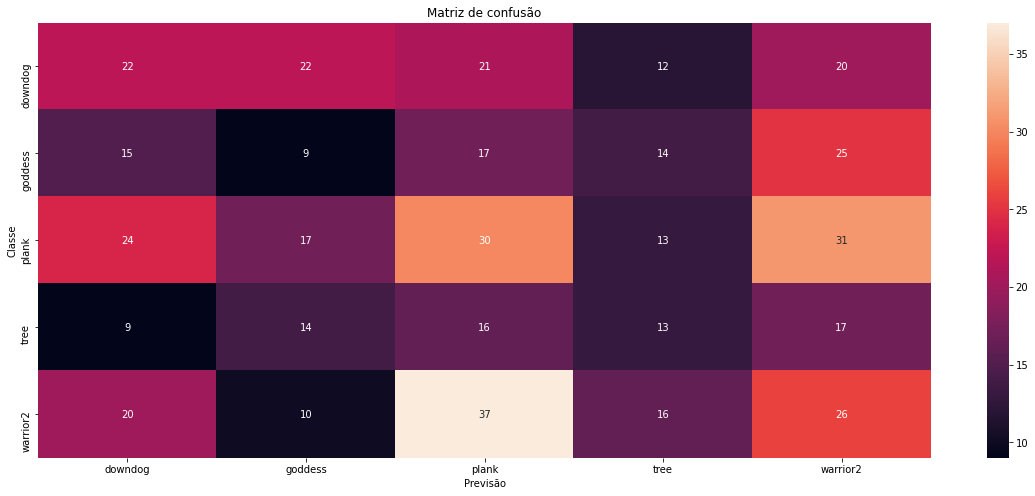 Matriz de confusão
downdog 22 22 21 12 20
goddess 15 9 17 14 25
Classe
plank 24 17 30 13 31
tree 9 14 16 13 17
warrior2 20 10 37 16 26
downdog goddess plank tree warrior2
Previsão
35
30
25
20
15
10